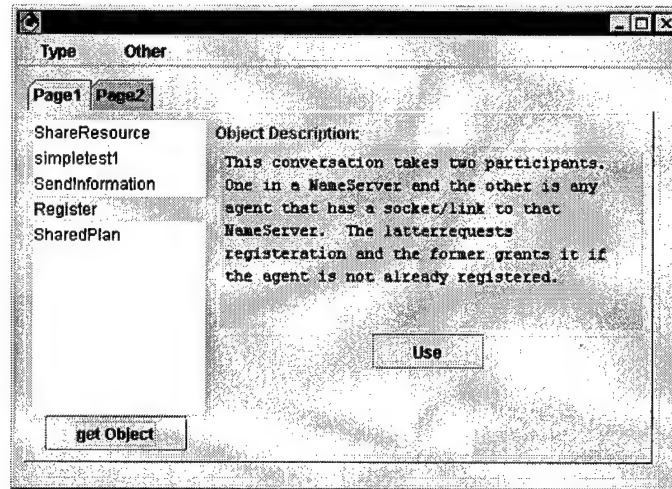 Type Other
Page1 Page2
ShareResource
simpletest1
SendInformation
Register
SharedPlan
get Object
Object Description:
This conversation takes two participants.
One in a NameServer and the other is any
agent that has a socket/link to that
NameServer. The latterrequests
registeration and the former grants it if
the agent is not already registered.
Use